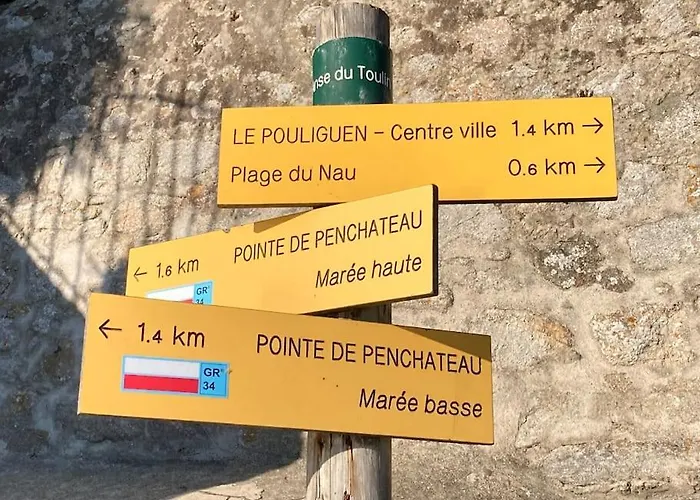 du
LE POULIGUEN – Centre ville 1.4 km →
Plage du Nau 0.6 km →
POINTE DE PENCHATEAU
← 1.6 km
Marée haute
GR®
34
← 1.4 km POINTE DE PENCHATEAU
GR®
34
Marée basse